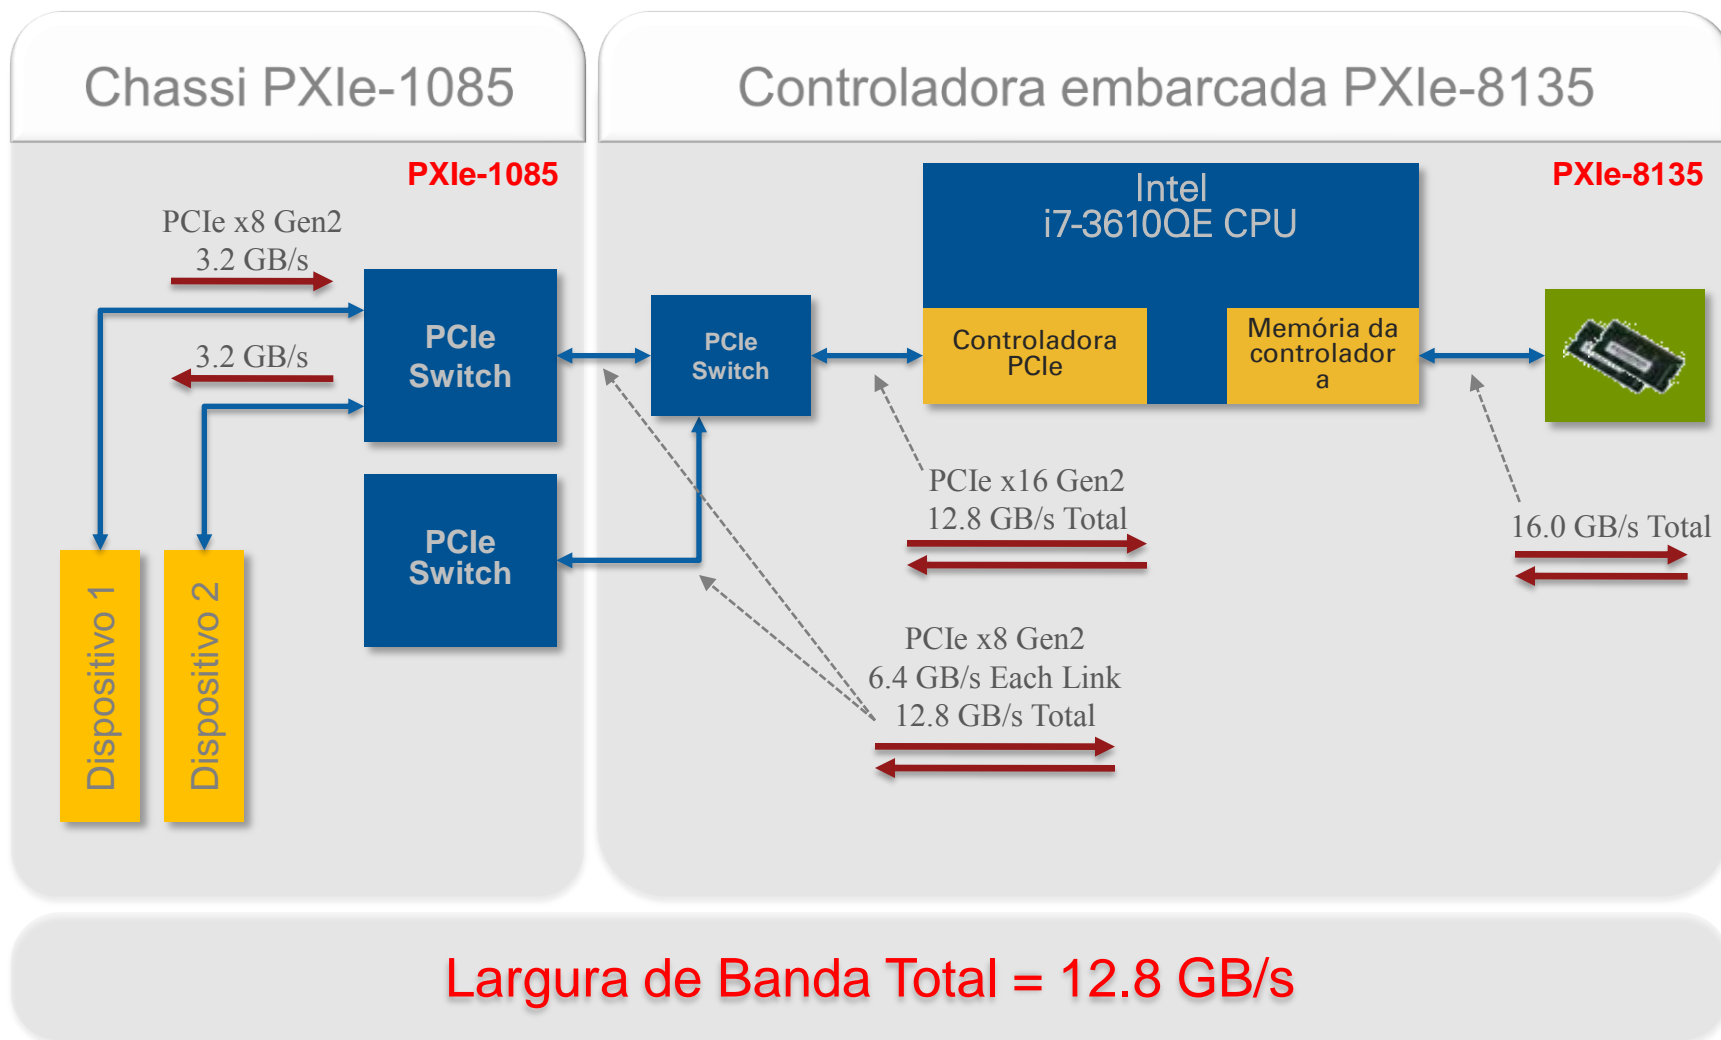 Chassi PXIe-1085
Controladora embarcada PXIe-8135
PXIe-1085
PXIe-8135
PCIe x8 Gen2
3.2 GB/s
3.2 GB/s
PCIe
Switch
PCIe
Switch
Dispositivo 1
Dispositivo 2
PCIe
Switch
Intel
i7-3610QE CPU
Controladora
PCIe
Memória da
controlador
a
PCIe x16 Gen2
12.8 GB/s Total
16.0 GB/s Total
PCIe x8 Gen2
6.4 GB/s Each Link
12.8 GB/s Total
Largura de Banda Total = 12.8 GB/s